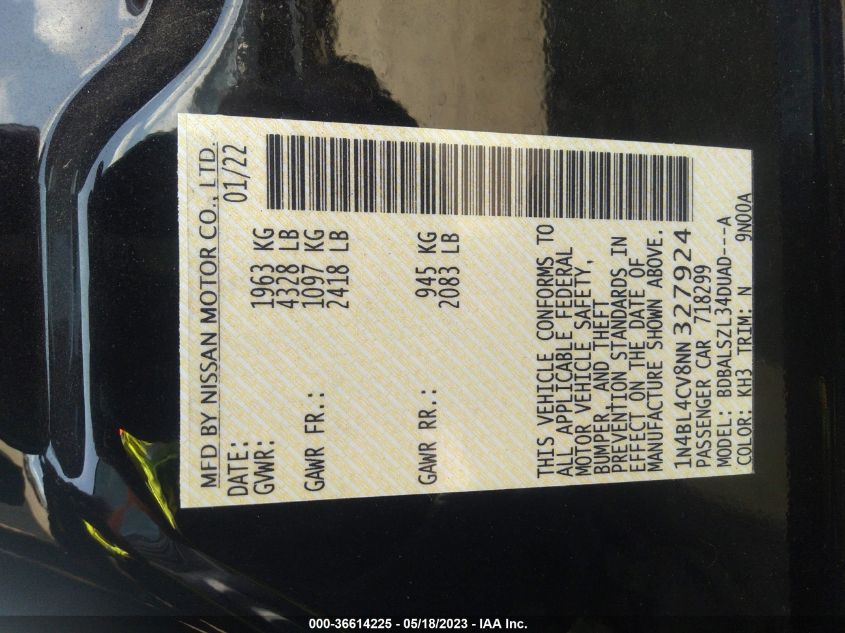 MFD BY NISSAN MOTOR CO., LTD.
DATE: 01/22
GVWR: 1963 KG
4328 LB
GAWR FR.: 1097 KG
2418 LB
GAWR RR.: 945 KG
2083 LB
THIS VEHICLE CONFORMS TO
ALL APPLICABLE FEDERAL
MOTOR VEHICLE SAFETY,
BUMPER, AND THEFT
PREVENTION STANDARDS IN
EFFECT ON THE DATE OF
MANUFACTURE SHOWN ABOVE.
1N4BL4CV8NN327924
PASSENGER CAR 718299
MODEL: BDBALSZL34DUAD---A
COLOR: KH3 TRIM: N 9N00A
000-36614225 - 05/18/2023 - IAA Inc.